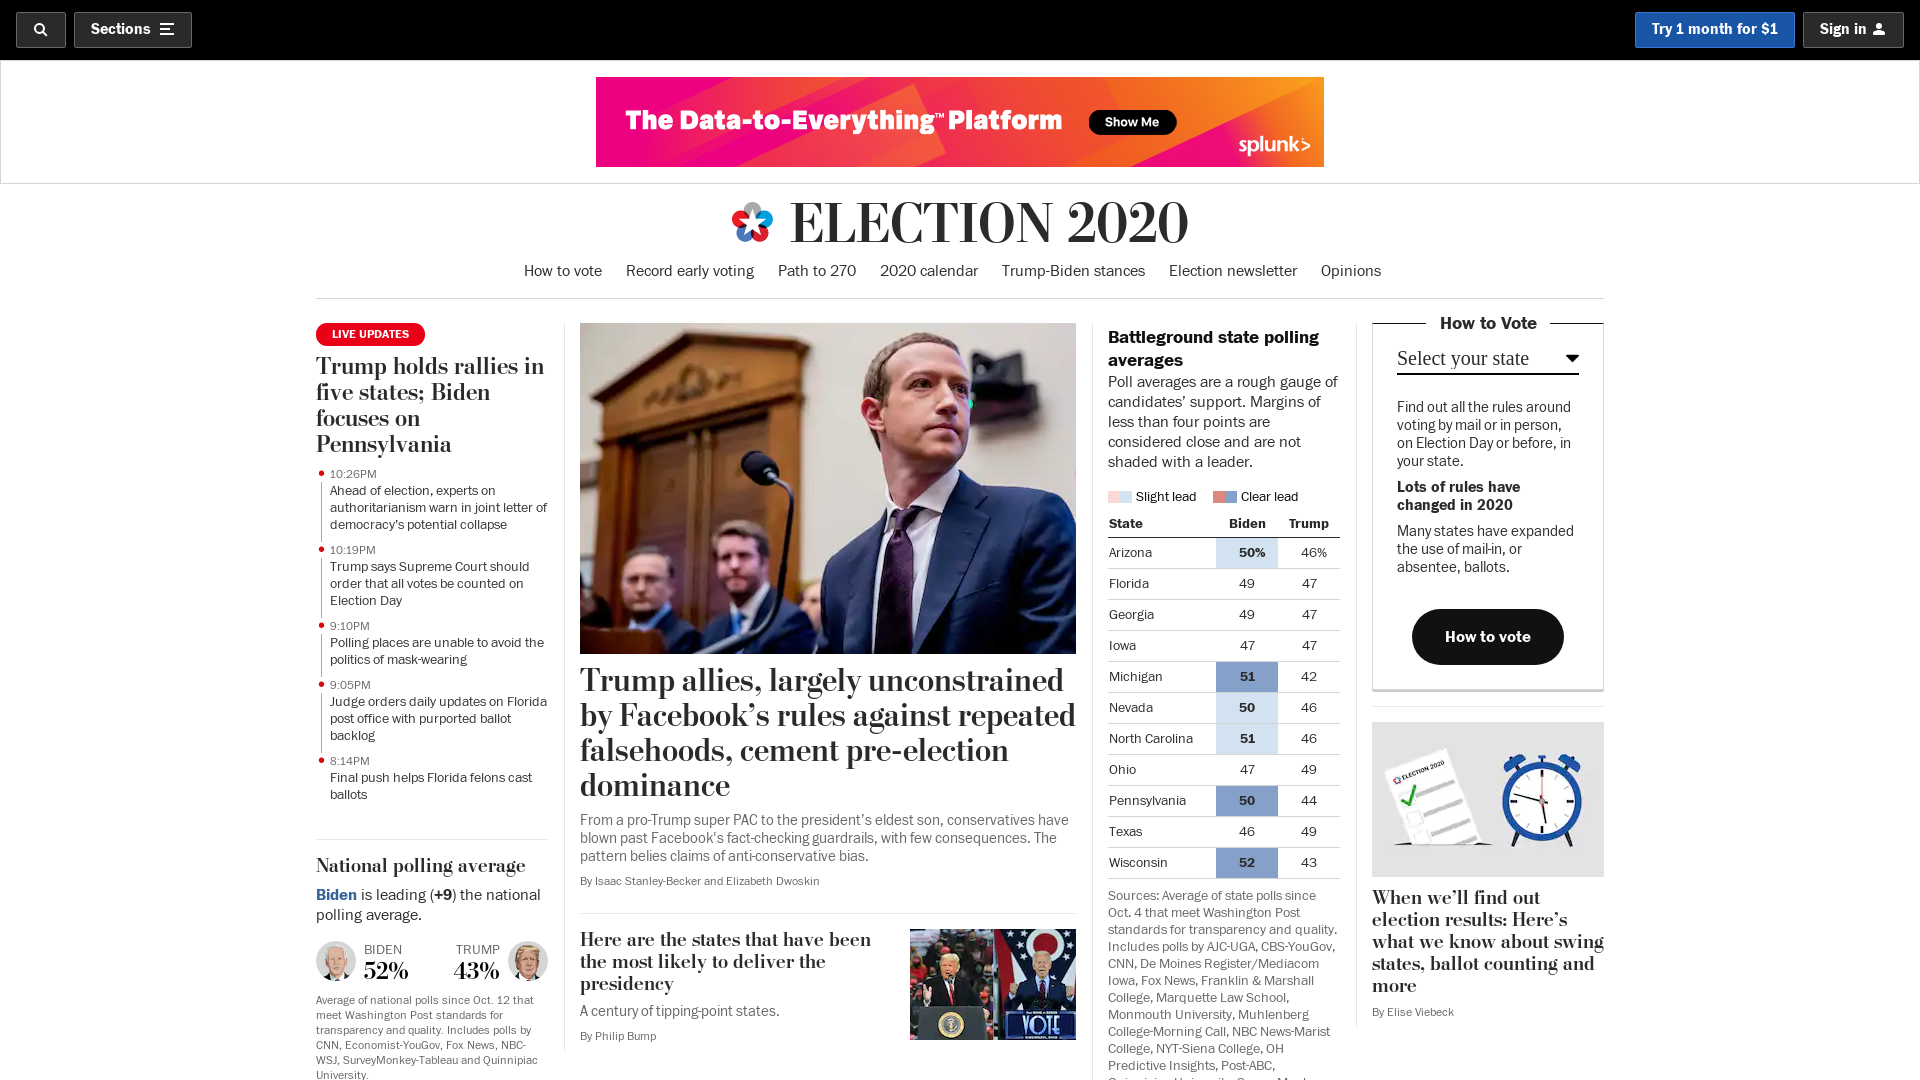 Sections
Try 1 month for $1
Sign in
The Data-to-Everything™ Platform
Show Me
splunk>
ELECTION 2020
How to vote
Record early voting
Path to 270
2020 calendar
Trump-Biden stances
Election newsletter
Opinions
LIVE UPDATES
Trump holds rallies in
five states; Biden
focuses on
Pennsylvania
10:26PM
Ahead of election, experts on
authoritarianism warn in joint letter of
democracy's potential collapse
10:19PM
Trump says Supreme Court should
order that all votes be counted on
Election Day
9:10PM
Polling places are unable to avoid the
politics of mask-wearing
9:05PM
Judge orders daily updates on Florida
post office with purported ballot
backlog
8:14PM
Final push helps Florida felons cast
ballots
National polling average
Biden is leading (+9) the national
polling average.
BIDEN
52%
TRUMP
43%
Average of national polls since Oct. 12 that
meet Washington Post standards for
transparency and quality. Includes polls by
CNN, Economist-YouGov, Fox News, NBC-
WSJ, SurveyMonkey-Tableau and Quinnipiac
University.
Trump allies, largely unconstrained
by Facebook’s rules against repeated
falsehoods, cement pre-election
dominance
From a pro-Trump super PAC to the president’s eldest son, conservatives have
blown past Facebook's fact-checking guardrails, with few consequences. The
pattern belies claims of anti-conservative bias.
By Isaac Stanley-Becker and Elizabeth Dwoskin
Here are the states that have been
the most likely to deliver the
presidency
A century of tipping-point states.
By Philip Bump
VOTE
Battleground state polling
averages
Poll averages are a rough gauge of
candidates’ support. Margins of
less than four points are
considered close and are not
shaded with a leader.
Slight lead
Clear lead
State Biden Trump
Arizona 50% 46%
Florida 49 47
Georgia 49 47
Iowa 47 47
Michigan 51 42
Nevada 50 46
North Carolina 51 46
Ohio 47 49
Pennsylvania 50 44
Texas 46 49
Wisconsin 52 43
Sources: Average of state polls since
Oct. 4 that meet Washington Post
standards for transparency and quality.
Includes polls by AJC-UGA, CBS-YouGov,
CNN, De Moines Register/Mediacom
Iowa, Fox News, Franklin & Marshall
College, Marquette Law School,
Monmouth University, Muhlenberg
College-Morning Call, NBC News-Marist
College, NYT-Siena College, OH
Predictive Insights, Post-ABC,
How to Vote
Select your state
Find out all the rules around
voting by mail or in person,
on Election Day or before, in
your state.
Lots of rules have
changed in 2020
Many states have expanded
the use of mail-in, or
absentee, ballots.
How to vote
ELECTION 2020
When we’ll find out
election results: Here’s
what we know about swing
states, ballot counting and
more
By Elise Viebeck